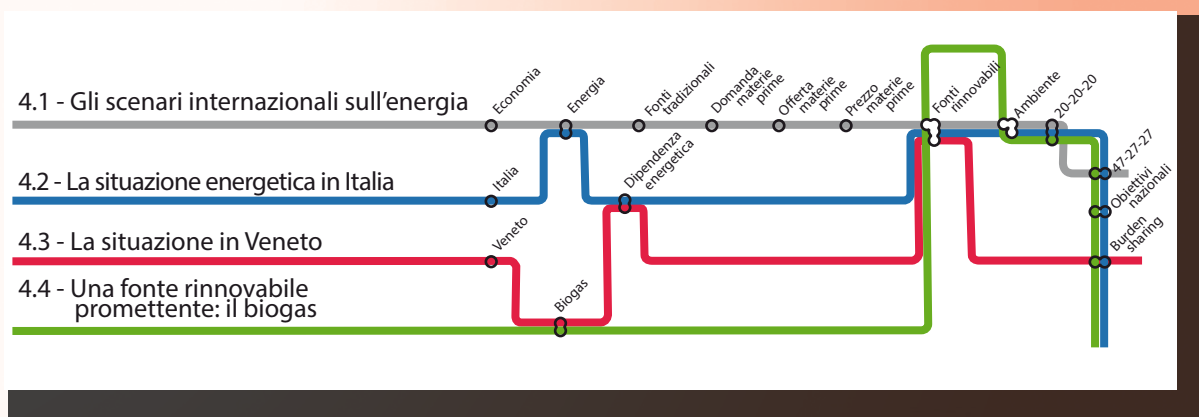 4.1 - Gli scenari internazionali sull'energia
Economia
Energia
Fonti
tradizionali
Domanda
materie
prime
Offerta
materie
prime
Prezzo
materie
prime
Fonti
rinnovabili
Ambiente
20-20-20
47-27-27
4.2 - La situazione energetica in Italia
Italia
Dipendenza
energetica
Obiettivi
nazionali
4.3 - La situazione in Veneto
Veneto
Burden
sharing
4.4 - Una fonte rinnovabile
promettente: il biogas
Biogas